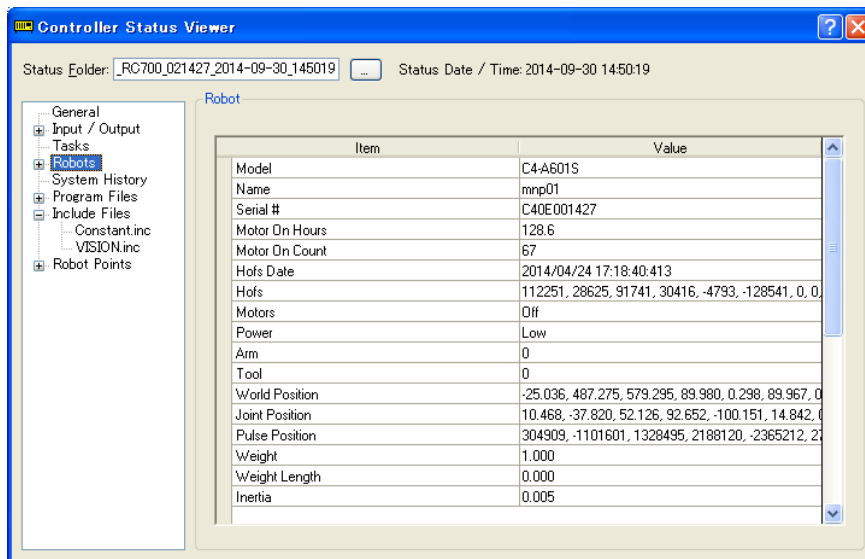 Controller Status Viewer
Status Folder: _RC700_021427_2014-09-30_145019 ... Status Date / Time: 2014-09-30 14:50:19
General
Input / Output
Tasks
Robots
System History
Program Files
Include Files
Constant.inc
VISION.inc
Robot Points
Robot
Item Value
Model C4-A601S
Name mnp01
Serial # C40E001427
Motor On Hours 128.6
Motor On Count 67
Hofs Date 2014/04/24 17:18:40:413
Hofs 112251, 28625, 91741, 30416, -4793, -128541, 0, 0,
Motors Off
Power Low
Arm 0
Tool 0
World Position -25.036, 487.275, 579.295, 89.980, 0.298, 89.967, 0
Joint Position 10.468, -37.820, 52.126, 92.652, -100.151, 14.842,
Pulse Position 304909, -1101601, 1328495, 2188120, -2365212,
Weight 1.000
Weight Length 0.000
Inertia 0.005